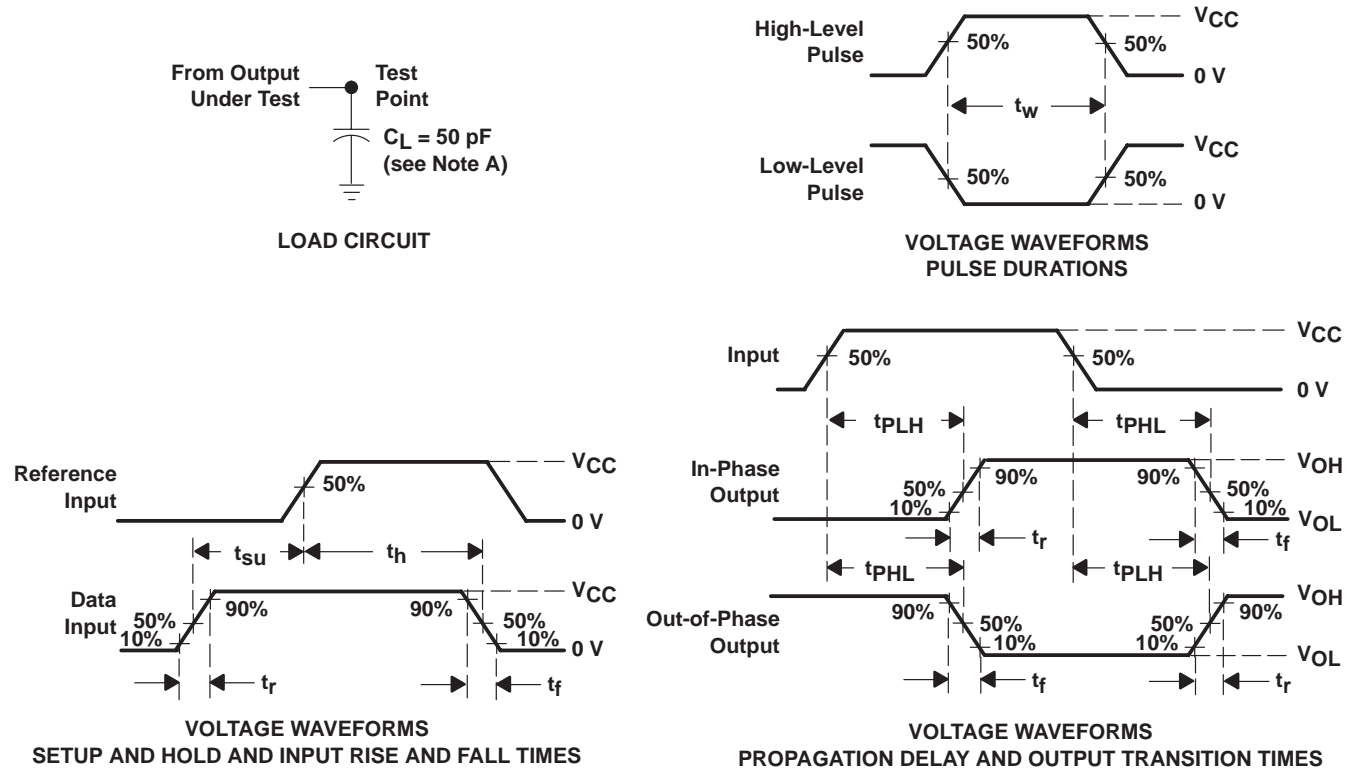 From Output
Under Test
Test
Point
CL = 50 pF
(see Note A)
LOAD CIRCUIT
High-Level
Pulse
50%
50%
VCC
0 V
tw
Low-Level
Pulse
50%
50%
VCC
0 V
VOLTAGE WAVEFORMS
PULSE DURATIONS
Reference
Input
50%
VCC
0 V
tsu
th
Data
Input
50%
10%
90%
90%
50%
10%
VCC
0 V
tr
tf
VOLTAGE WAVEFORMS
SETUP AND HOLD AND INPUT RISE AND FALL TIMES
Input
50%
50%
VCC
0 V
tPLH
tPHL
In-Phase
Output
50%
10%
90%
90%
50%
10%
VOH
VOL
tr
tf
tPHL
tPLH
Out-of-Phase
Output
90%
50%
10%
50%
10%
90%
VOH
VOL
tf
tr
VOLTAGE WAVEFORMS
PROPAGATION DELAY AND OUTPUT TRANSITION TIMES